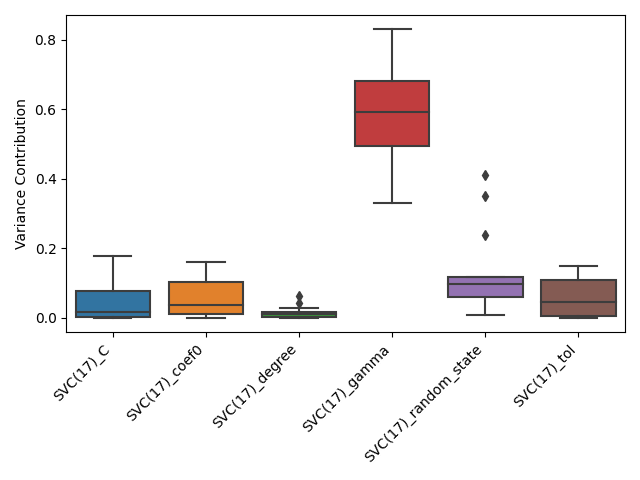 Variance Contribution
0.8
0.6
0.4
0.2
0.0
SVC(17)_C
SVC(17)_coef0
SVC(17)_degree
SVC(17)_gamma
SVC(17)_random_state
SVC(17)_tol